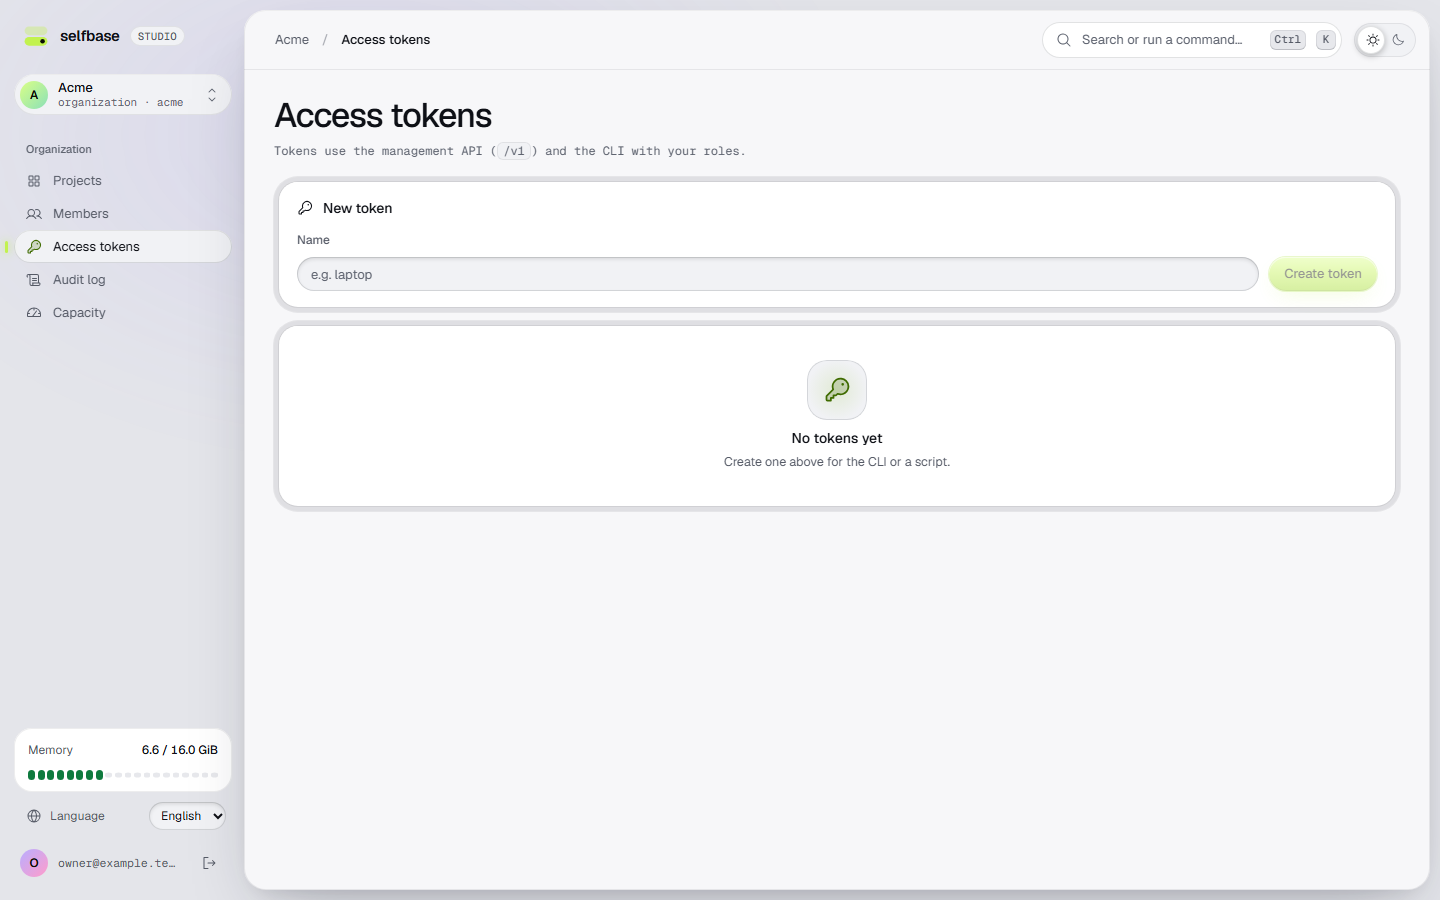 selfbase STUDIO
A
Acme
organization · acme
Organization
Projects
Members
Access tokens
Audit log
Capacity
Memory 6.6 / 16.0 GiB
Language English
O owner@example.te…
Acme / Access tokens
Search or run a command... Ctrl K
Access tokens
Tokens use the management API ( /v1 ) and the CLI with your roles.
New token
Name
e.g. laptop Create token
No tokens yet
Create one above for the CLI or a script.